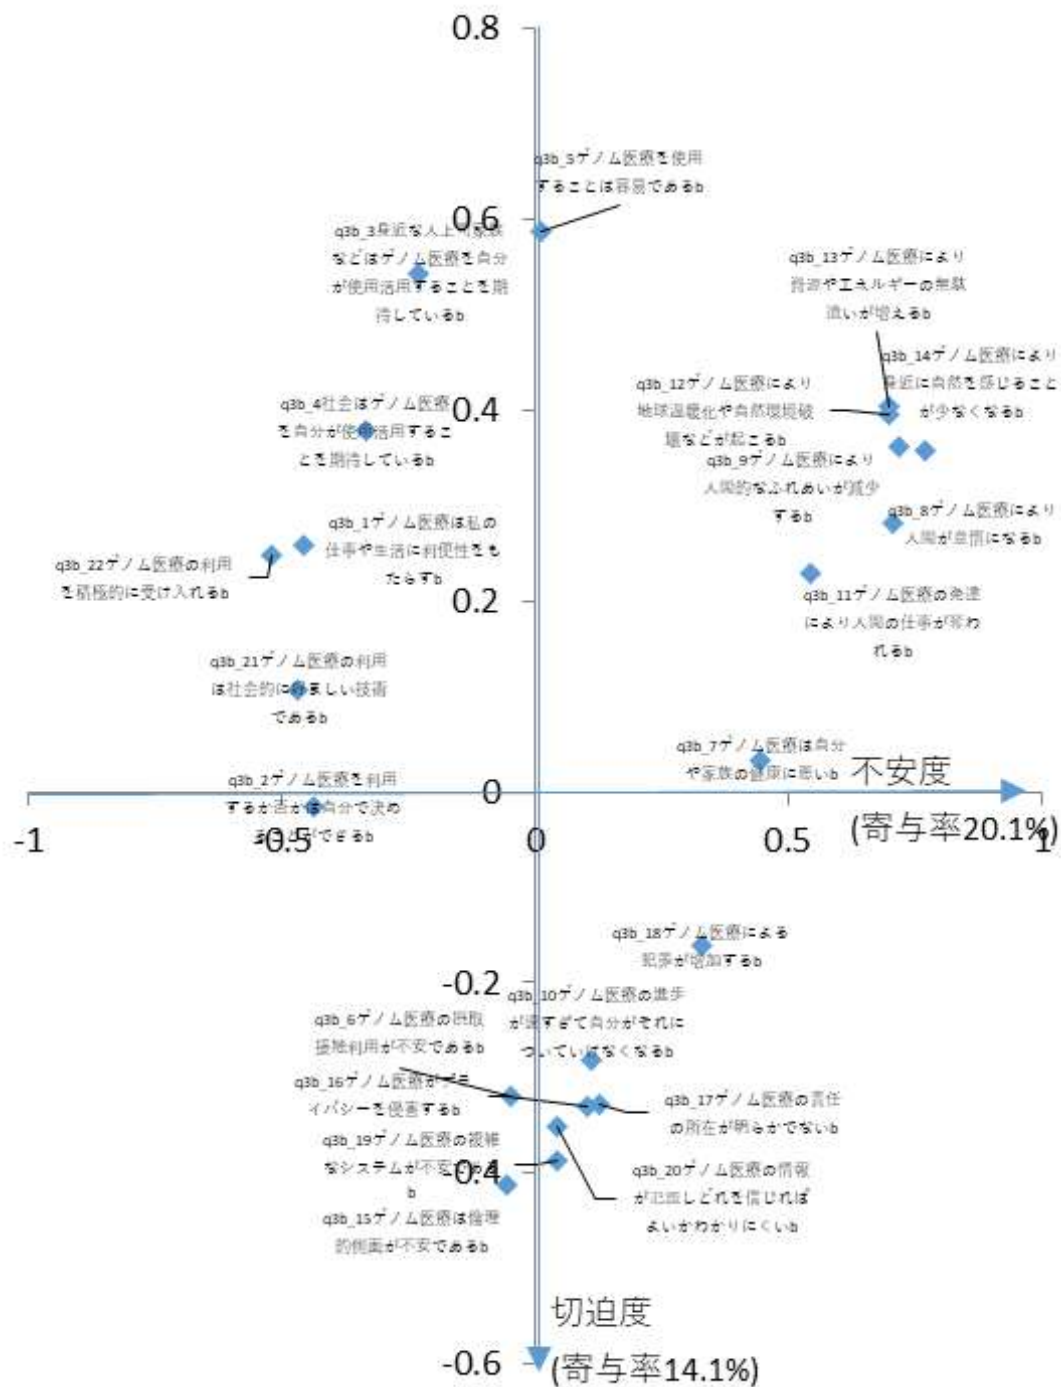 0.8
q3b_5ゲノム医療を使用
することは容易であるb
0.6
q3b_3身近な人上司家族
などはゲノム医療を自分
が使用活用することを期
待しているb
q3b_13ゲノム医療により
資源やエネルギーの無駄
遣いが増えるb
q3b_14ゲノム医療により
身近に自然を感じること
が少なくなるb
q3b_12ゲノム医療により
地球温暖化や自然環境破
壊などが起こるb
q3b_4社会はゲノム医療
を自分が使用活用するこ
とを期待しているb
0.4
q3b_9ゲノム医療により
人間的なふれあいが減少
するb
q3b_8ゲノム医療により
人間が怠惰になるb
q3b_1ゲノム医療は私の
仕事や生活に利便性をも
たらすb
q3b_22ゲノム医療の利用
を積極的に受け入れるb
0.2
q3b_11ゲノム医療の発達
により人間の仕事が奪わ
れるb
q3b_21ゲノム医療の利用
は社会的に好ましい技術
であるb
q3b_7ゲノム医療は自分
や家族の健康に悪いb
q3b_2ゲノム医療を利用
するか否かは自分で決め
ることができるb
0
不安度
(寄与率20.1%)
-1
-0.5
0
0.5
1
q3b_18ゲノム医療による
犯罪が増加するb
-0.2
q3b_10ゲノム医療の進歩
が速すぎて自分がそれに
ついていけなくなるb
q3b_6ゲノム医療の摂取
接触利用が不安であるb
q3b_16ゲノム医療がプラ
イバシーを侵害するb
q3b_17ゲノム医療の責任
の所在が明らかでないb
q3b_19ゲノム医療の複雑
なシステムが不安である
b
-0.4
q3b_20ゲノム医療の情報
が氾濫しどれを信じれば
よいかわかりにくいb
q3b_15ゲノム医療は倫理
的側面が不安であるb
切迫度
(寄与率14.1%)
-0.6